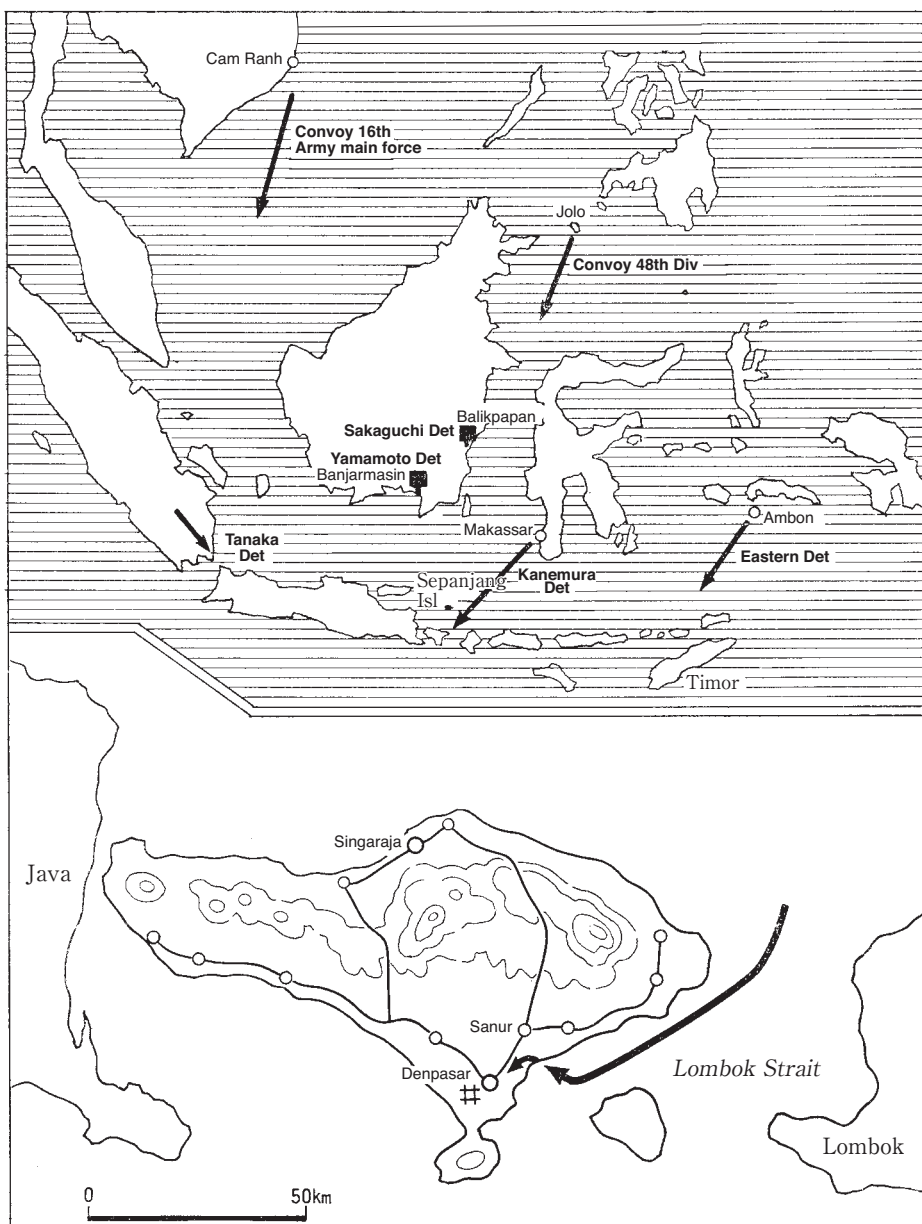 Cam Ranh
Convoy 16th
Army main force
Jolo
Convoy 48th Div
Balikpapan
Sakaguchi Det
Yamamoto Det
Banjarmasin
Makassar
Ambon
Tanaka
Det
Eastern Det
Sepanjang
Isl
Kanemura
Det
Timor
Singaraja
Java
Sanur
Denpasar
Lombok Strait
Lombok
0
50km